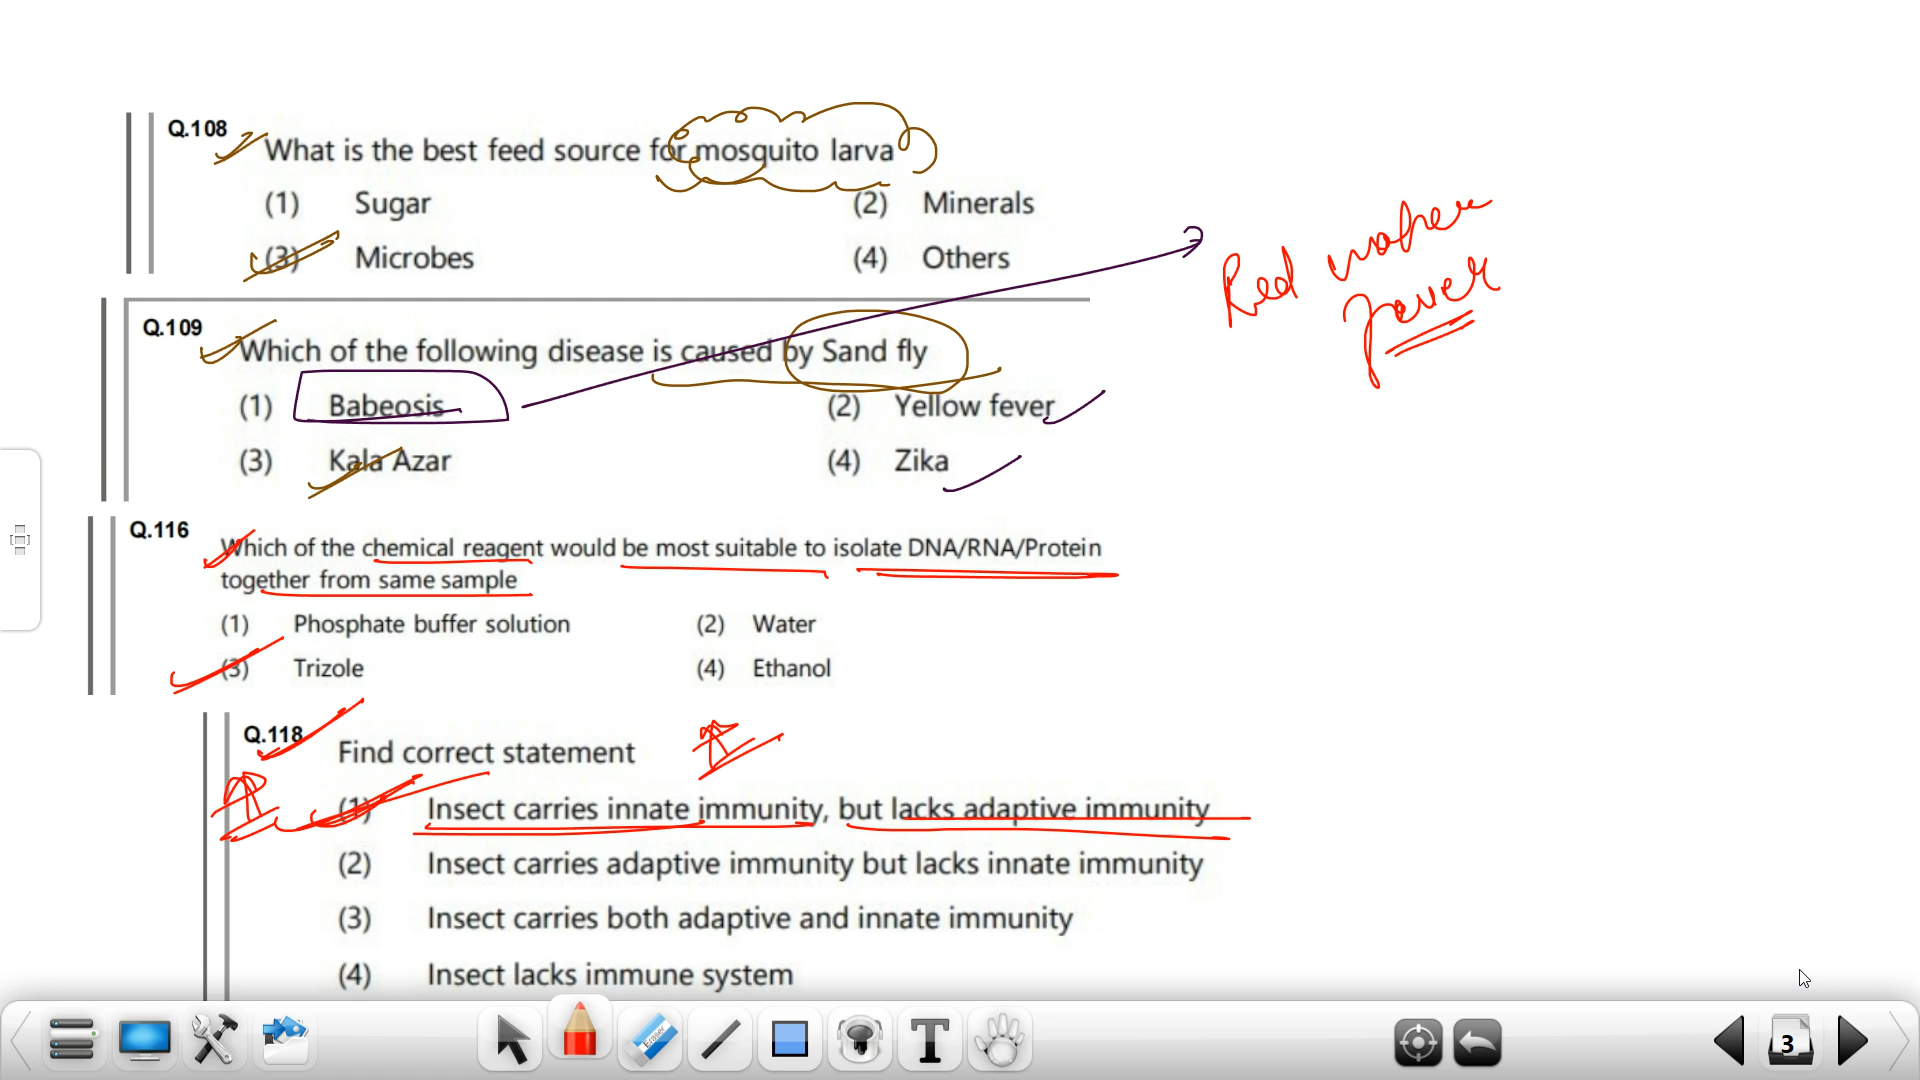 Q.108
What is the best feed source for mosquito larva
(1) Sugar (2) Minerals
(3) Microbes (4) Others
Red water
fever
Q.109
Which of the following disease is caused by Sand fly
(1) Babeosis (2) Yellow fever
(3) Kala Azar (4) Zika
Q.116
Which of the chemical reagent would be most suitable to isolate DNA/RNA/Protein
together from same sample
(1) Phosphate buffer solution (2) Water
(3) Trizole (4) Ethanol
Q.118
Find correct statement
(1) Insect carries innate immunity, but lacks adaptive immunity
(2) Insect carries adaptive immunity but lacks innate immunity
(3) Insect carries both adaptive and innate immunity
(4) Insect lacks immune system
Eraser
T
3